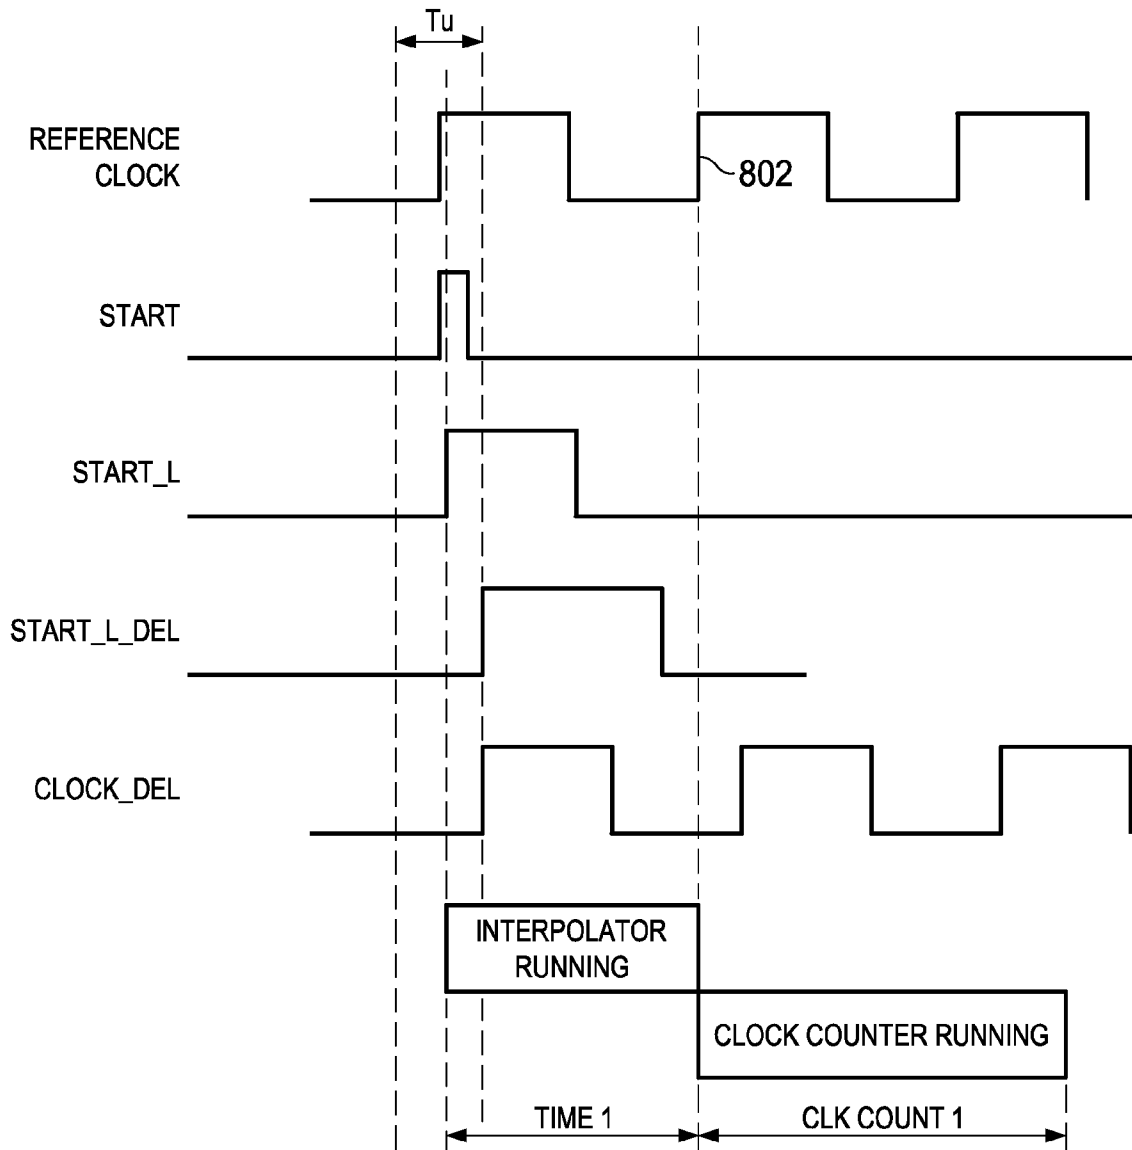 Tu
REFERENCE
CLOCK
802
START
START_L
START_L_DEL
CLOCK_DEL
INTERPOLATOR
RUNNING
CLOCK COUNTER RUNNING
TIME 1
CLK COUNT 1